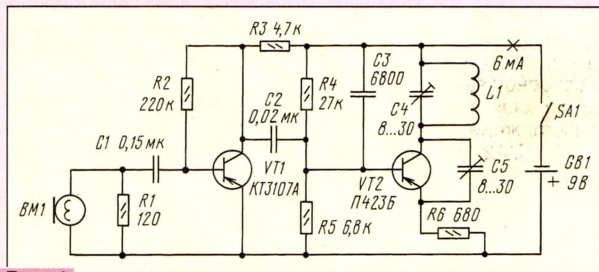 R3 4,7к
R2
220к
C2
0,02 мк
R4
27к
C3
6800
C4
8...30
L1
6 мА
SA1
GB1
+ 9В
C1 0,15 мк
VT1
КТ3107А
VT2
П423Б
C5
8...30
BM1
R1
120
R5 6,8к
R6 680